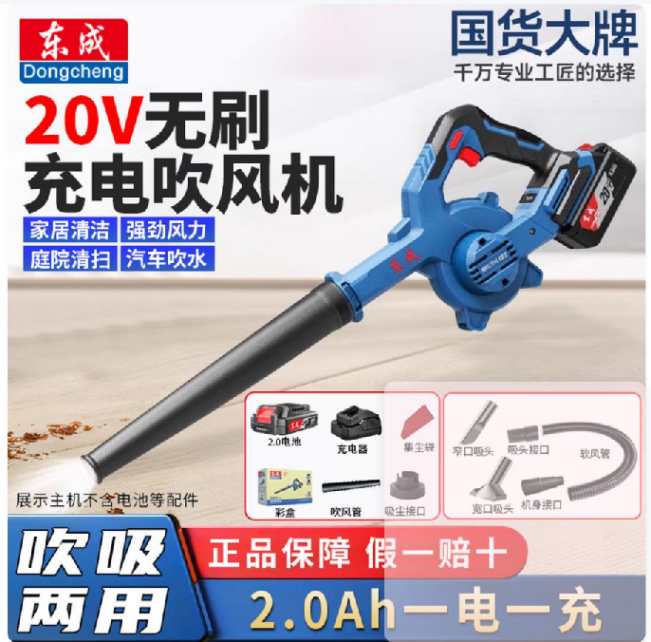 东成
Dongcheng
国货大牌
千万专业工匠的选择
20V无刷
充电吹风机
家居清洁 强劲风力
庭院清扫 汽车吹水
东成
20V
2.0电池
充电器
集尘袋
窄口吸头
吸头接口
软风管
彩盒
吹风管
吸尘接口
宽口吸头
机身接口
展示主机不含电池等配件
吹吸
两用
正品保障 假一赔十
2.0Ah一电一充